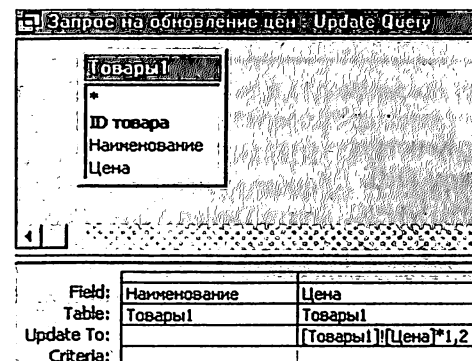 Запрос на обновление цен : Update Query
Товары1
*
ID товара
Наименование
Цена
Field: Наименование Цена
Table: Товары1 Товары1
Update To: [Товары1]![Цена]*1,2
Criteria: